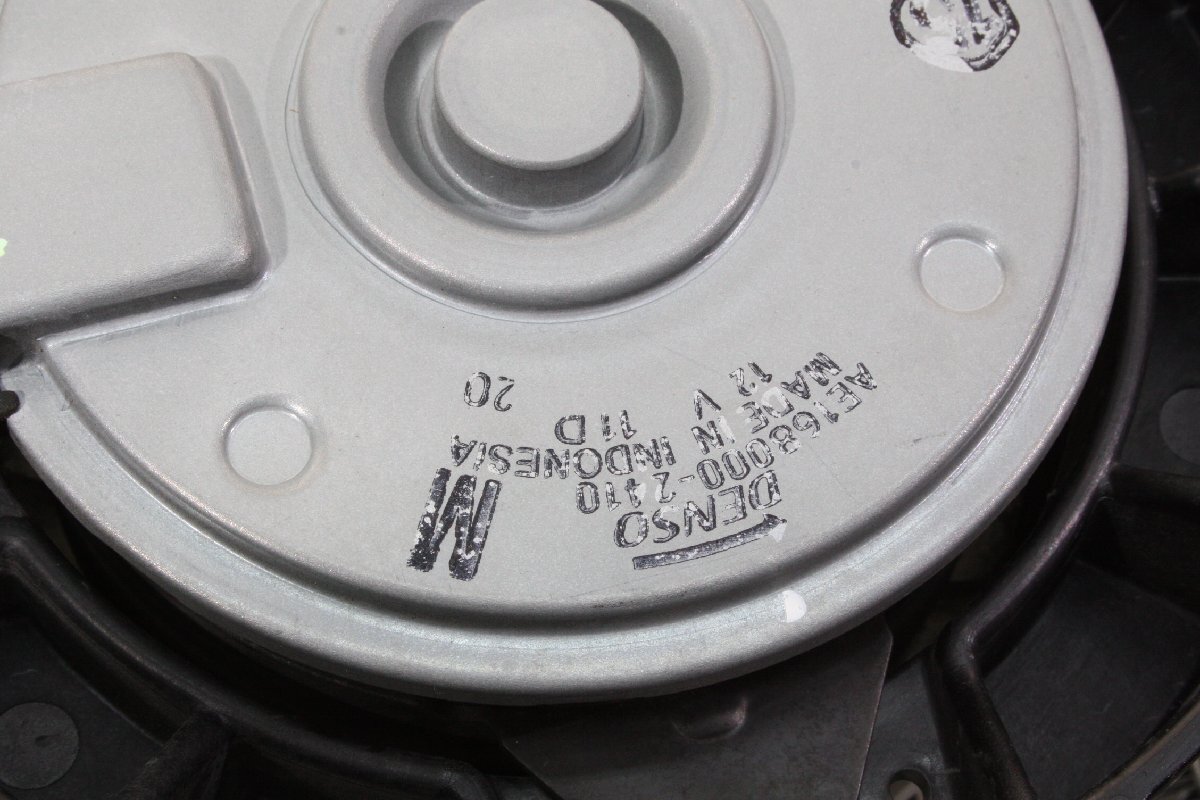 DENSO
AE168000-2410
M
MADE IN INDONESIA
12 V 11 D 20